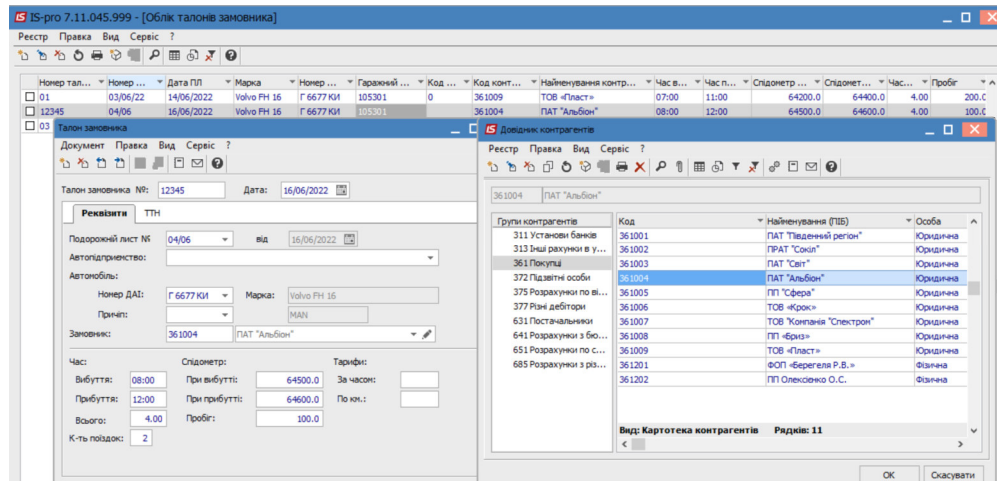 IS-pro 7.11.045.999 - [Облік талонів замовника]
Реєстр Правка Вид Сервіс ?
Номер тал... Номер ... Дата ПЛ Марка Номер ... Гаражний ... Код ... Код конт... Найменування контр... Час в... Час п... Спідометр ... Спідомет... Час... Пробіг
01 03/06/22 14/06/2022 Volvo FH 16 Г 6677 КИ 105301 0 361009 ТОВ «Пласт» 07:00 11:00 64200.0 64400.0 4.00 200.0
12345 04/06 16/06/2022 Volvo FH 16 Г 6677 КИ 105301 361004 ПАТ "Альбіон" 08:00 12:00 64500.0 64600.0 4.00 100.0
03
Талон замовника
Документ Правка Вид Сервіс ?
Талон замовника №: 12345 Дата: 16/06/2022
Реквізити ТТН
Подорожній лист № 04/06 від 16/06/2022
Автопідприємство:
Автомобіль:
Номер ДАІ: Г 6677 КИ Марка: Volvo FH 16
Причіп: MAN
Замовник: 361004 ПАТ "Альбіон"
Час: Спідометр: Тарифи:
Вибуття: 08:00 При вибутті: 64500.0 За часом:
Прибуття: 12:00 При прибутті: 64600.0 По км.:
Всього: 4.00 Пробіг: 100.0
К-ть поїздок: 2
Довідник контрагентів
Реєстр Правка Вид Сервіс ?
361004 ПАТ "Альбіон"
Групи контрагентів
311 Установи банків
313 Інші рахунки в у...
361 Покупці
372 Підзвітні особи
375 Розрахунки по ві...
377 Різні дебітори
631 Постачальники
641 Розрахунки з бю...
651 Розрахунки по с...
685 Розрахунки з різ...
Код Найменування (ПІБ) Особа
361001 ПАТ "Південний регіон" Юридична
361002 ПРАТ "Сокіл" Юридична
361003 ПАТ "Світ" Юридична
361004 ПАТ "Альбіон" Юридична
361005 ПП "Сфера" Юридична
361006 ТОВ «Крок» Юридична
361007 ТОВ "Компанія "Спектрон" Юридична
361008 ПП «Бриз» Юридична
361009 ТОВ «Пласт» Юридична
361201 ФОП «Берегеля Р.В.» Фізична
361202 ПП Олексієнко О.С. Фізична
Вид: Картотека контрагентів Рядків: 11
OK Скасувати